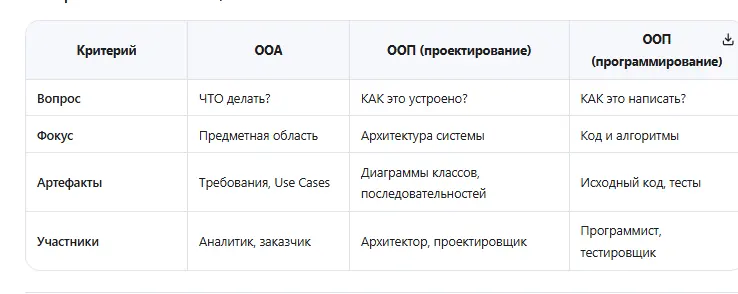 Критерий ООА ООП (проектирование) ООП (программирование)
Вопрос ЧТО делать? КАК это устроено? КАК это написать?
Фокус Предметная область Архитектура системы Код и алгоритмы
Артефакты Требования, Use Cases Диаграммы классов, последовательностей Исходный код, тесты
Участники Аналитик, заказчик Архитектор, проектировщик Программист, тестировщик